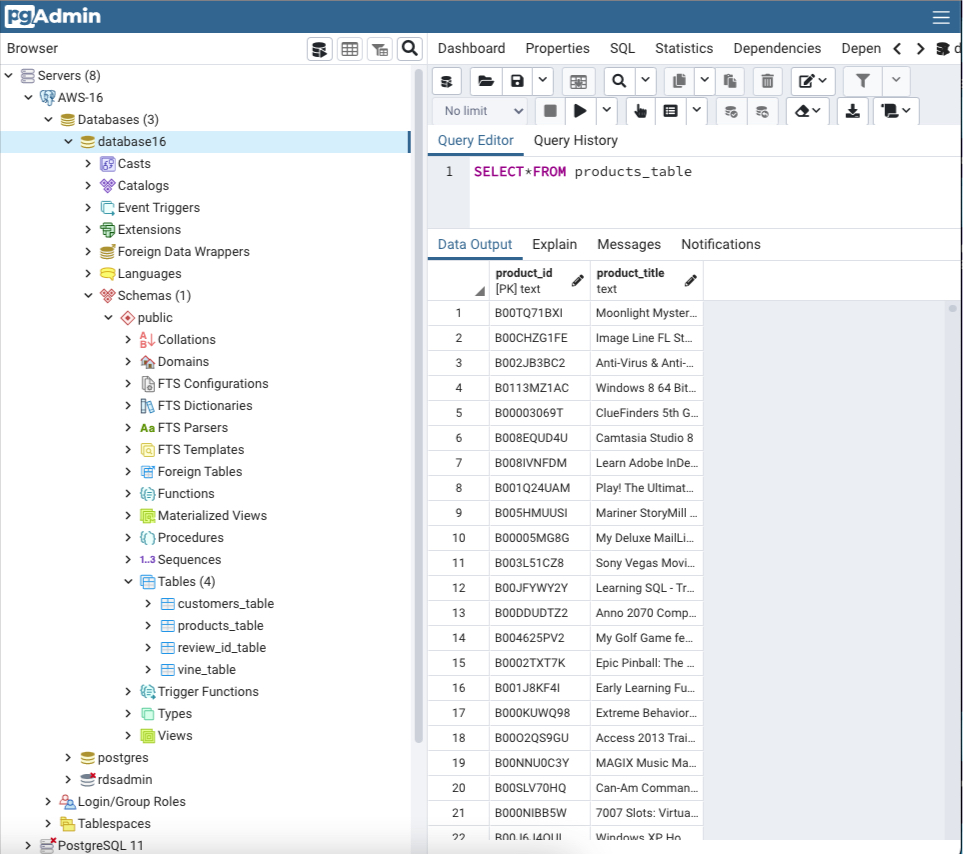 pgAdmin
Browser
Servers (8)
AWS-16
Databases (3)
database16
Casts
Catalogs
Event Triggers
Extensions
Foreign Data Wrappers
Languages
Schemas (1)
public
Collations
Domains
FTS Configurations
FTS Dictionaries
Aa FTS Parsers
FTS Templates
Foreign Tables
Functions
Materialized Views
Procedures
1..3 Sequences
Tables (4)
customers_table
products_table
review_id_table
vine_table
Trigger Functions
Types
Views
postgres
rdsadmin
Login/Group Roles
Tablespaces
PostgreSQL 11
Dashboard Properties SQL Statistics Dependencies Depen d
No limit
Query Editor Query History
1 SELECT*FROM products_table
Data Output Explain Messages Notifications
product_id product_title
[PK] text text
1 B00TQ71BXI Moonlight Myster...
2 B00CHZG1FE Image Line FL St...
3 B002JB3BC2 Anti-Virus & Anti-...
4 B0113MZ1AC Windows 8 64 Bit...
5 B00003069T ClueFinders 5th G...
6 B008EQUD4U Camtasia Studio 8
7 B008IVNFDM Learn Adobe InDe...
8 B001Q24UAM Play! The Ultimat...
9 B005HMUUSI Mariner StoryMill ...
10 B00005MG8G My Deluxe MailLi...
11 B003L51CZ8 Sony Vegas Movi...
12 B00JFYWY2Y Learning SQL - Tr...
13 B00DDUDTZ2 Anno 2070 Comp...
14 B004625PV2 My Golf Game fe...
15 B0002TXT7K Epic Pinball: The ...
16 B001J8KF4I Early Learning Fu...
17 B000KUWQ98 Extreme Behavior...
18 B00O2QS9GU Access 2013 Trai...
19 B00NNU0C3Y MAGIX Music Ma...
20 B00SLV70HQ Can-Am Comman...
21 B000NIBB5W 7007 Slots: Virtua...
22 Windows XP Ho